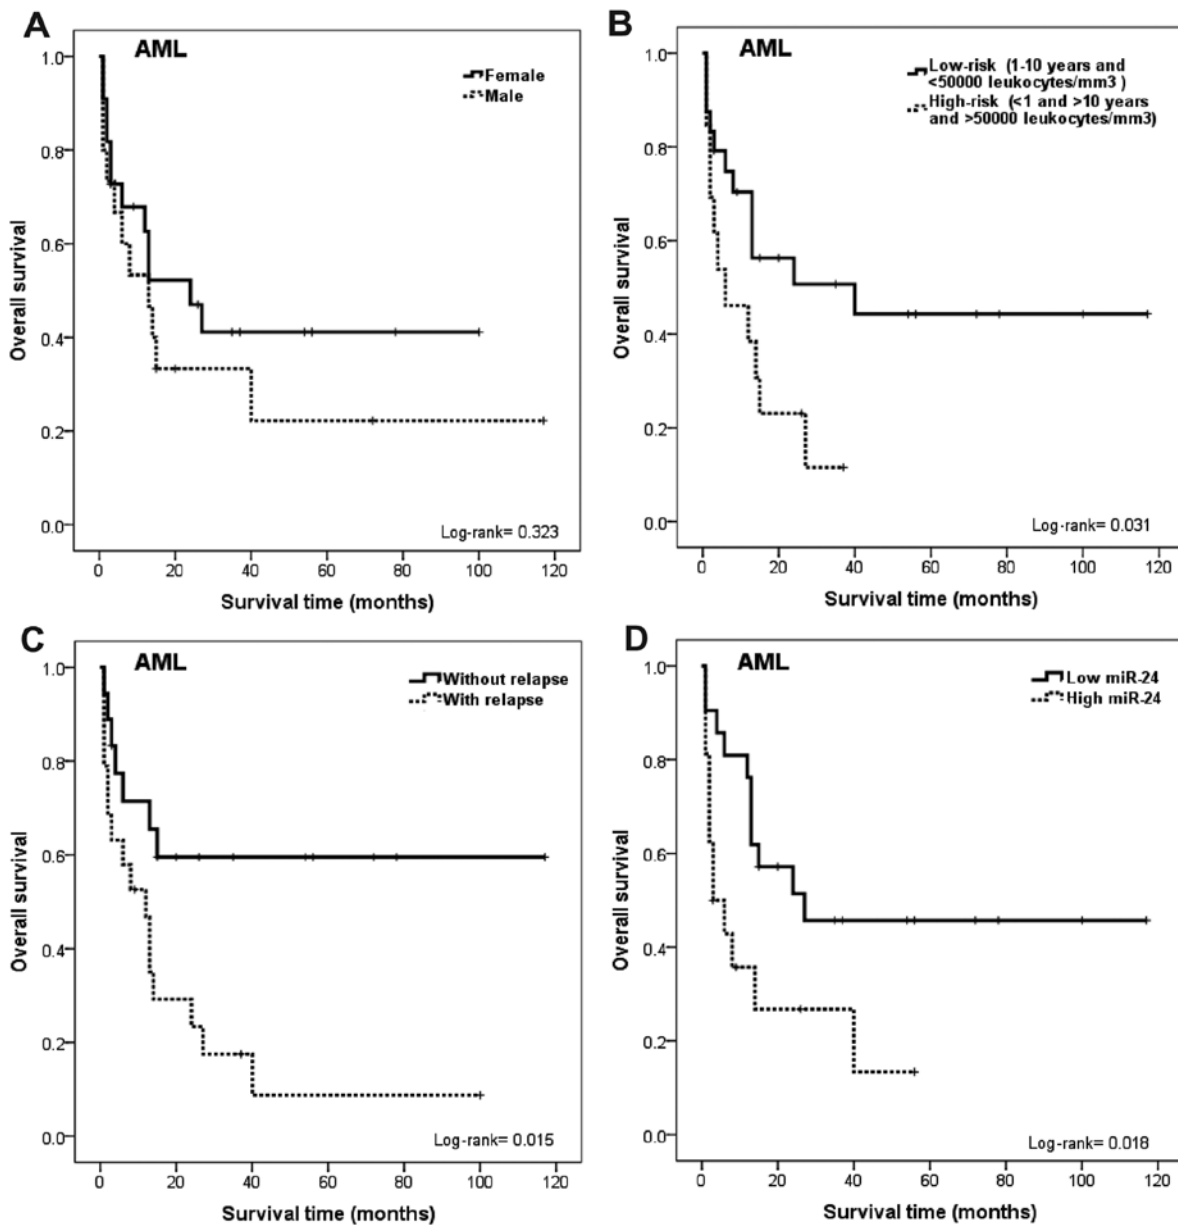 A
AML
Female
Male
1.0
0.8
0.6
0.4
0.2
0.0
Overall survival
Log-rank= 0.323
0 20 40 60 80 100 120
Survival time (months)
B
AML
Low-risk (1-10 years and
<50000 leukocytes/mm3 )
High-risk (<1 and >10 years
and >50000 leukocytes/mm3)
1.0
0.8
0.6
0.4
0.2
0.0
Overall survival
Log-rank= 0.031
0 20 40 60 80 100 120
Survival time (months)
C
AML
Without relapse
With relapse
1.0
0.8
0.6
0.4
0.2
0.0
Overall survival
Log-rank= 0.015
0 20 40 60 80 100 120
Survival time (months)
D
AML
Low miR-24
High miR-24
1.0
0.8
0.6
0.4
0.2
0.0
Overall survival
Log-rank= 0.018
0 20 40 60 80 100 120
Survival time (months)